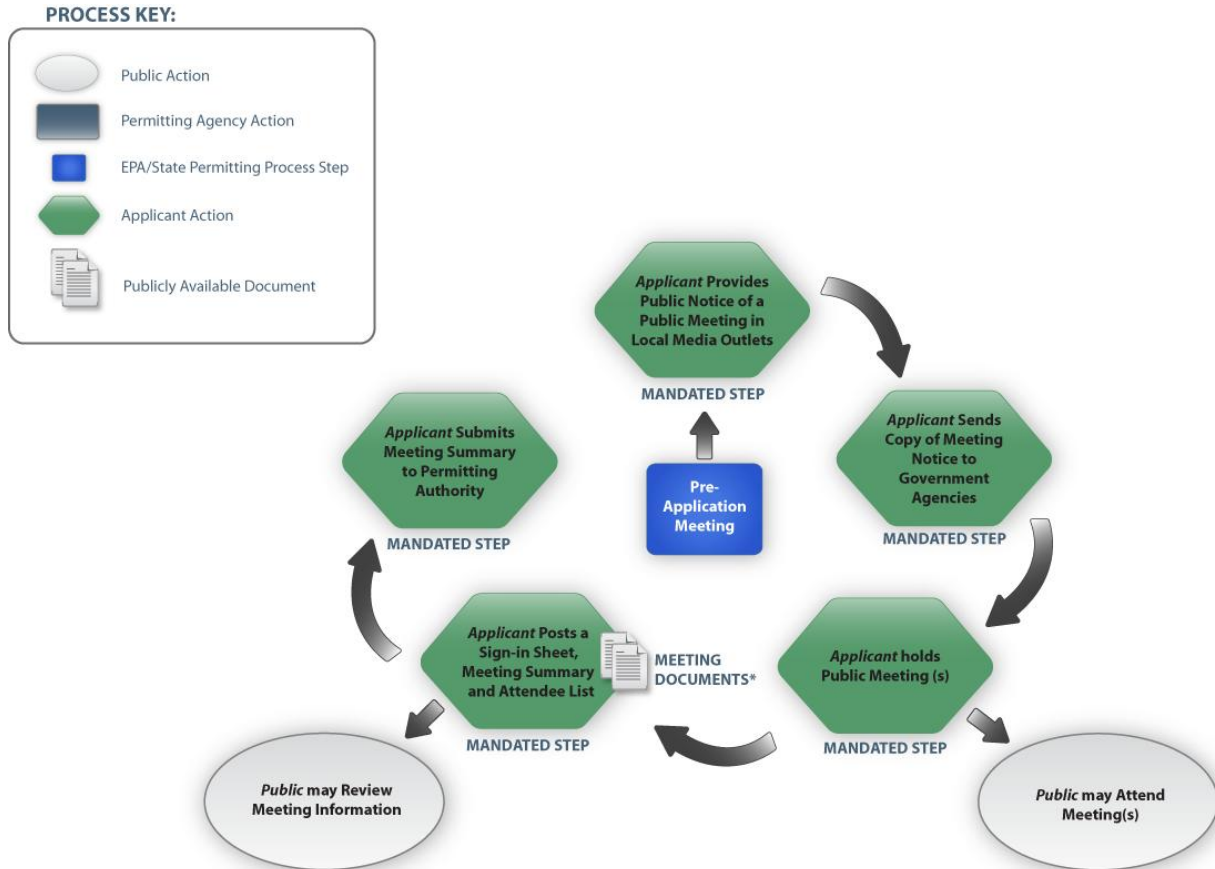 PROCESS KEY:
Public Action
Permitting Agency Action
EPA/State Permitting Process Step
Applicant Action
Publicly Available Document
Applicant Provides
Public Notice of a
Public Meeting in
Local Media Outlets
MANDATED STEP
Applicant Sends
Copy of Meeting
Notice to
Government
Agencies
MANDATED STEP
Applicant Submits
Meeting Summary
to Permitting
Authority
MANDATED STEP
Pre-
Application
Meeting
Applicant Posts a
Sign-in Sheet,
Meeting Summary
and Attendee List
MANDATED STEP
MEETING
DOCUMENTS*
Applicant holds
Public Meeting (s)
MANDATED STEP
Public may Review
Meeting Information
Public may Attend
Meeting(s)